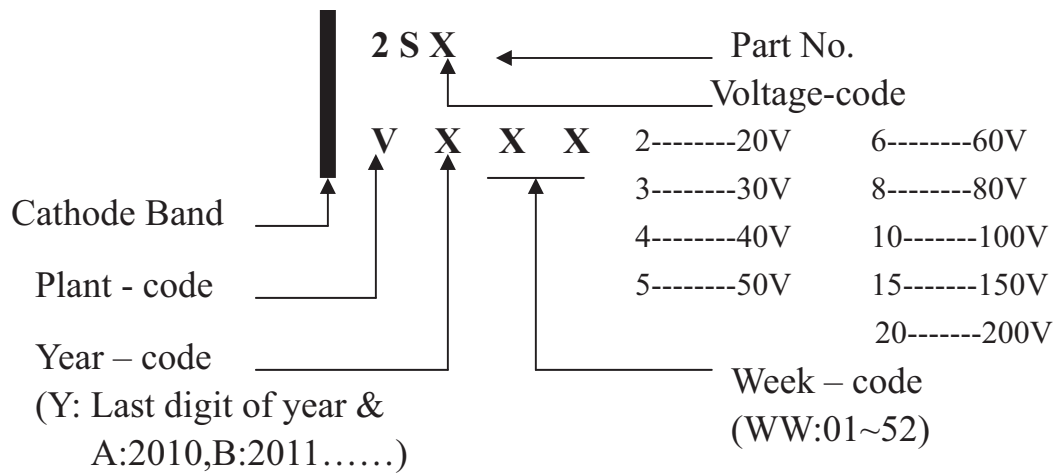 2 S X Part No.
Voltage-code
V X X X 2--------20V 6--------60V
3--------30V 8--------80V
Cathode Band
4--------40V 10-------100V
Plant - code 5--------50V 15-------150V
20-------200V
Year – code
Week – code
(Y: Last digit of year & (WW:01~52)
A:2010,B:2011……)